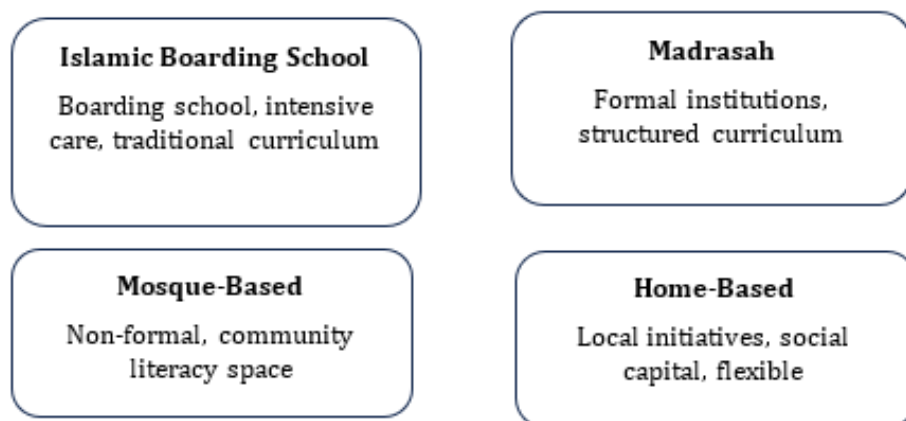 Islamic Boarding School
Boarding school, intensive
care, traditional curriculum
Madrasah
Formal institutions,
structured curriculum
Mosque-Based
Non-formal, community
literacy space
Home-Based
Local initiatives, social
capital, flexible